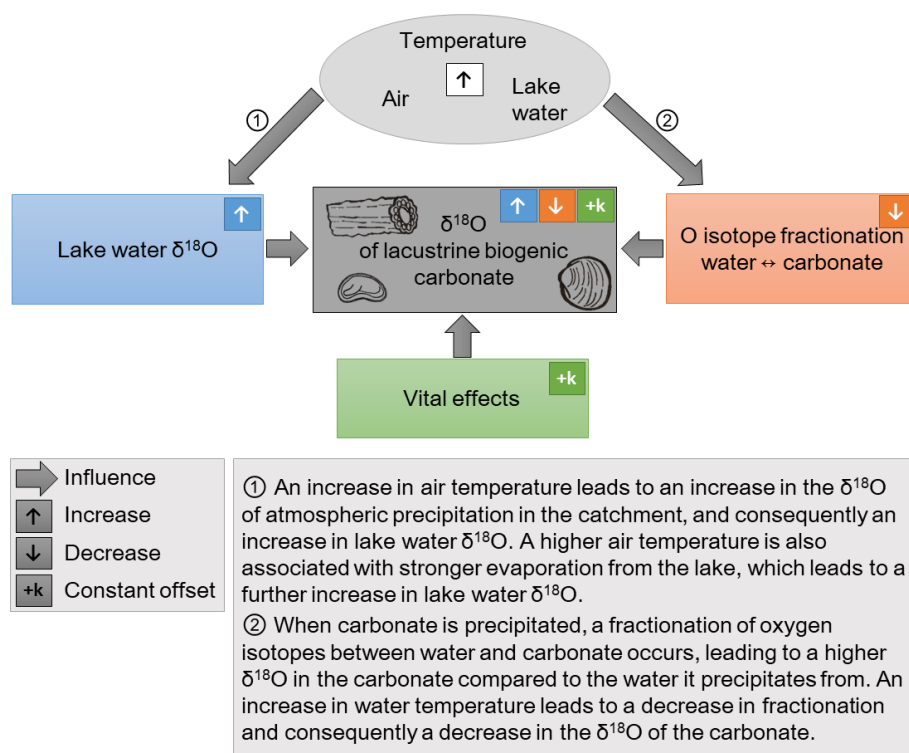 Temperature
↑
Air
Lake
water
①
②
↑
Lake water δ¹⁸O
↑ ↓ +k
δ¹⁸O
of lacustrine biogenic
carbonate
↓
O isotope fractionation
water ↔ carbonate
+k
Vital effects
Influence
↑ Increase
↓ Decrease
+k Constant offset
① An increase in air temperature leads to an increase in the δ¹⁸O
of atmospheric precipitation in the catchment, and consequently an
increase in lake water δ¹⁸O. A higher air temperature is also
associated with stronger evaporation from the lake, which leads to a
further increase in lake water δ¹⁸O.
② When carbonate is precipitated, a fractionation of oxygen
isotopes between water and carbonate occurs, leading to a higher
δ¹⁸O in the carbonate compared to the water it precipitates from. An
increase in water temperature leads to a decrease in fractionation
and consequently a decrease in the δ¹⁸O of the carbonate.